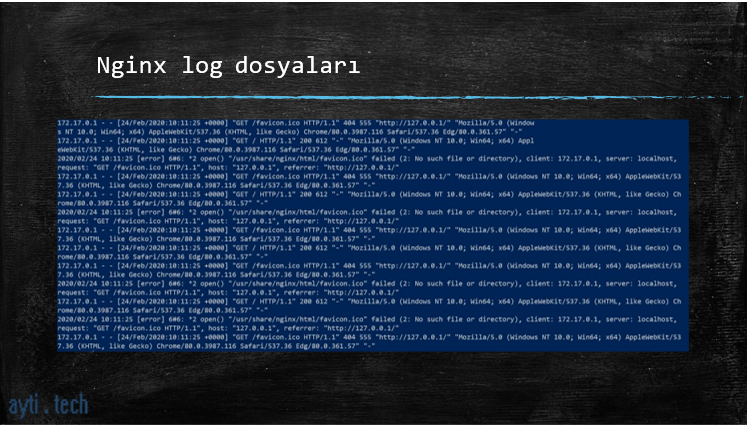 Nginx log dosyaları
172.17.0.1 - - [24/Feb/2020:10:11:25 +0000] "GET /favicon.ico HTTP/1.1" 404 555 "http://127.0.0.1/" "Mozilla/5.0 (Window
s NT 10.0; Win64; x64) AppleWebKit/537.36 (KHTML, like Gecko) Chrome/80.0.3987.116 Safari/537.36 Edg/80.0.361.57" "-"
172.17.0.1 - - [24/Feb/2020:10:11:25 +0000] "GET / HTTP/1.1" 200 612 "-" "Mozilla/5.0 (Windows NT 10.0; Win64; x64) Appl
eWebKit/537.36 (KHTML, like Gecko) Chrome/80.0.3987.116 Safari/537.36 Edg/80.0.361.57" "-"
2020/02/24 10:11:25 [error] 6#6: *2 open() "/usr/share/nginx/html/favicon.ico" failed (2: No such file or directory), client: 172.17.0.1, server: localhost,
request: "GET /favicon.ico HTTP/1.1", host: "127.0.0.1", referrer: "http://127.0.0.1/"
172.17.0.1 - - [24/Feb/2020:10:11:25 +0000] "GET /favicon.ico HTTP/1.1" 404 555 "http://127.0.0.1/" "Mozilla/5.0 (Windows NT 10.0; Win64; x64) AppleWebKit/53
7.36 (KHTML, like Gecko) Chrome/80.0.3987.116 Safari/537.36 Edg/80.0.361.57" "-"
172.17.0.1 - - [24/Feb/2020:10:11:25 +0000] "GET / HTTP/1.1" 200 612 "-" "Mozilla/5.0 (Windows NT 10.0; Win64; x64) AppleWebKit/537.36 (KHTML, like Gecko) Ch
rome/80.0.3987.116 Safari/537.36 Edg/80.0.361.57" "-"
2020/02/24 10:11:25 [error] 6#6: *2 open() "/usr/share/nginx/html/favicon.ico" failed (2: No such file or directory), client: 172.17.0.1, server: localhost,
request: "GET /favicon.ico HTTP/1.1", host: "127.0.0.1", referrer: "http://127.0.0.1/"
172.17.0.1 - - [24/Feb/2020:10:11:25 +0000] "GET /favicon.ico HTTP/1.1" 404 555 "http://127.0.0.1/" "Mozilla/5.0 (Windows NT 10.0; Win64; x64) AppleWebKit/53
7.36 (KHTML, like Gecko) Chrome/80.0.3987.116 Safari/537.36 Edg/80.0.361.57" "-"
172.17.0.1 - - [24/Feb/2020:10:11:25 +0000] "GET / HTTP/1.1" 200 612 "-" "Mozilla/5.0 (Windows NT 10.0; Win64; x64) AppleWebKit/537.36 (KHTML, like Gecko) Ch
rome/80.0.3987.116 Safari/537.36 Edg/80.0.361.57" "-"
172.17.0.1 - - [24/Feb/2020:10:11:25 +0000] "GET /favicon.ico HTTP/1.1" 404 555 "http://127.0.0.1/" "Mozilla/5.0 (Windows NT 10.0; Win64; x64) AppleWebKit/53
7.36 (KHTML, like Gecko) Chrome/80.0.3987.116 Safari/537.36 Edg/80.0.361.57" "-"
2020/02/24 10:11:25 [error] 6#6: *2 open() "/usr/share/nginx/html/favicon.ico" failed (2: No such file or directory), client: 172.17.0.1, server: localhost,
request: "GET /favicon.ico HTTP/1.1", host: "127.0.0.1", referrer: "http://127.0.0.1/"
172.17.0.1 - - [24/Feb/2020:10:11:25 +0000] "GET / HTTP/1.1" 200 612 "-" "Mozilla/5.0 (Windows NT 10.0; Win64; x64) AppleWebKit/537.36 (KHTML, like Gecko) Ch
rome/80.0.3987.116 Safari/537.36 Edg/80.0.361.57" "-"
2020/02/24 10:11:25 [error] 6#6: *2 open() "/usr/share/nginx/html/favicon.ico" failed (2: No such file or directory), client: 172.17.0.1, server: localhost,
request: "GET /favicon.ico HTTP/1.1", host: "127.0.0.1", referrer: "http://127.0.0.1/"
172.17.0.1 - - [24/Feb/2020:10:11:25 +0000] "GET /favicon.ico HTTP/1.1" 404 555 "http://127.0.0.1/" "Mozilla/5.0 (Windows NT 10.0; Win64; x64) AppleWebKit/53
7.36 (KHTML, like Gecko) Chrome/80.0.3987.116 Safari/537.36 Edg/80.0.361.57" "-"
ayti.tech